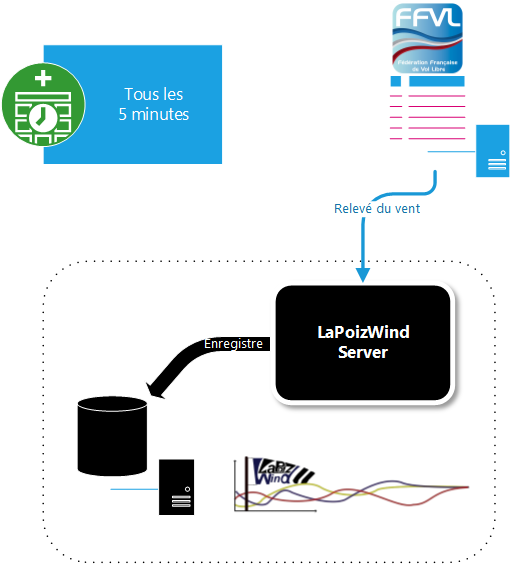 FFVL
Fédération Française
de Vol Libre
Tous les
5 minutes
Relevé du vent
LaPoizWind
Server
Enregistre
LaPoiz
Wind